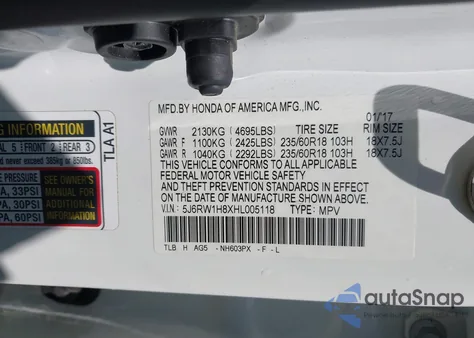 MFD.BY HONDA OF AMERICA MFG.,INC.
01/17
GVWR 2130KG (4695LBS) TIRE SIZE RIM SIZE
GAWR F 1100KG (2425LBS) 235/60R18 103H 18X7.5J
GAWR R 1040KG (2292LBS) 235/60R18 103H 18X7.5J
THIS VEHICLE CONFORMS TO ALL APPLICABLE
FEDERAL MOTOR VEHICLE SAFETY
AND THEFT PREVENTION STANDARDS IN EFFECT
ON THE DATE OF MANUFACTURE SHOWN ABOVE.
VEHICLE ID.: 5J6RW1H8XHL005118 TYPE: MPV
TLB H AG5 -NH603PX -F -L
TLA A1
5 FRONT 2 REAR 3
never exceed 385kg or 850lbs.
PA, 33PSI
PA, 30PSI
PA, 60PSI
SEE OWNER'S
MANUAL FOR
ADDITIONAL
INFORMATION
autoSnap